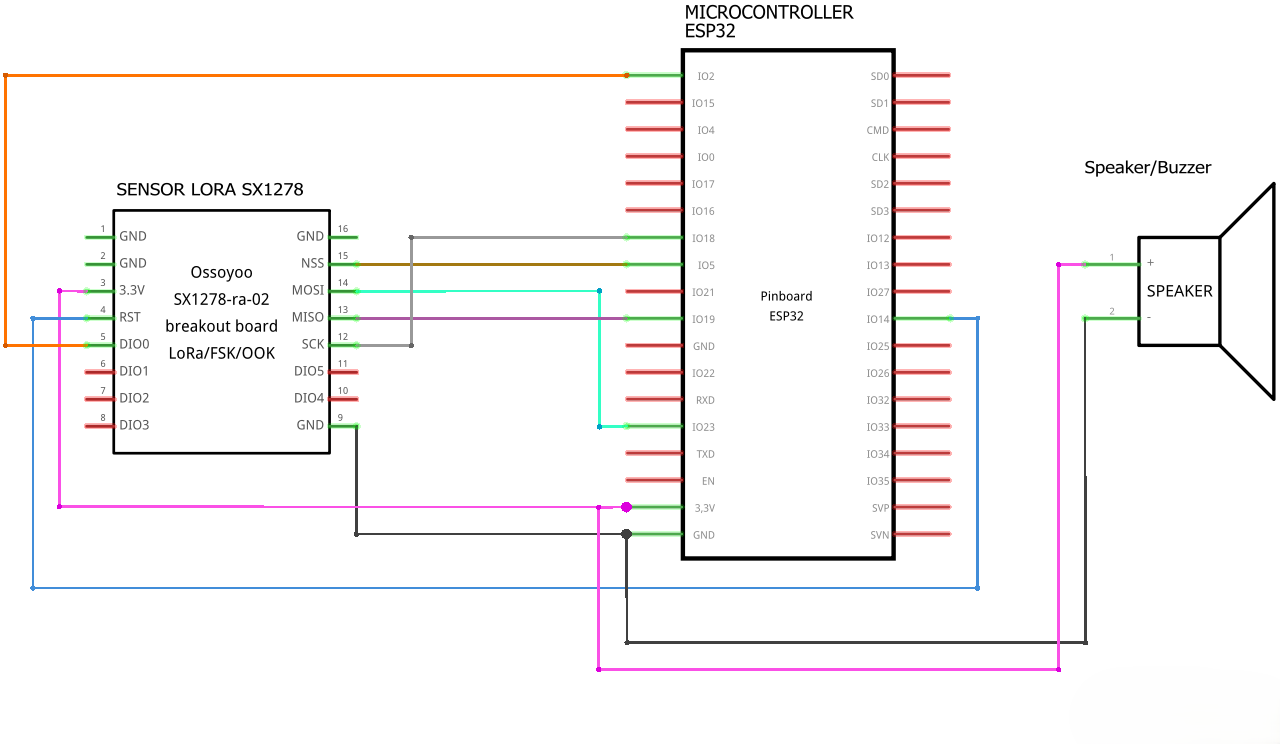 MICROCONTROLLER
ESP32
IO2
IO15
IO4
IO0
IO17
IO16
IO18
IO5
IO21
IO19
GND
IO22
RXD
IO23
TXD
EN
3,3V
GND
Pinboard
ESP32
SD0
SD1
CMD
CLK
SD2
SD3
IO12
IO13
IO27
IO14
IO25
IO26
IO32
IO33
IO34
IO35
SVP
SVN
SENSOR LORA SX1278
1 GND
2 GND
3 3.3V
4 RST
5 DIO0
6 DIO1
7 DIO2
8 DIO3
Ossoyoo
SX1278-ra-02
breakout board
LoRa/FSK/OOK
GND 16
NSS 15
MOSI 14
MISO 13
SCK 12
DIO5 11
DIO4 10
GND 9
Speaker/Buzzer
1 +
SPEAKER
2 -